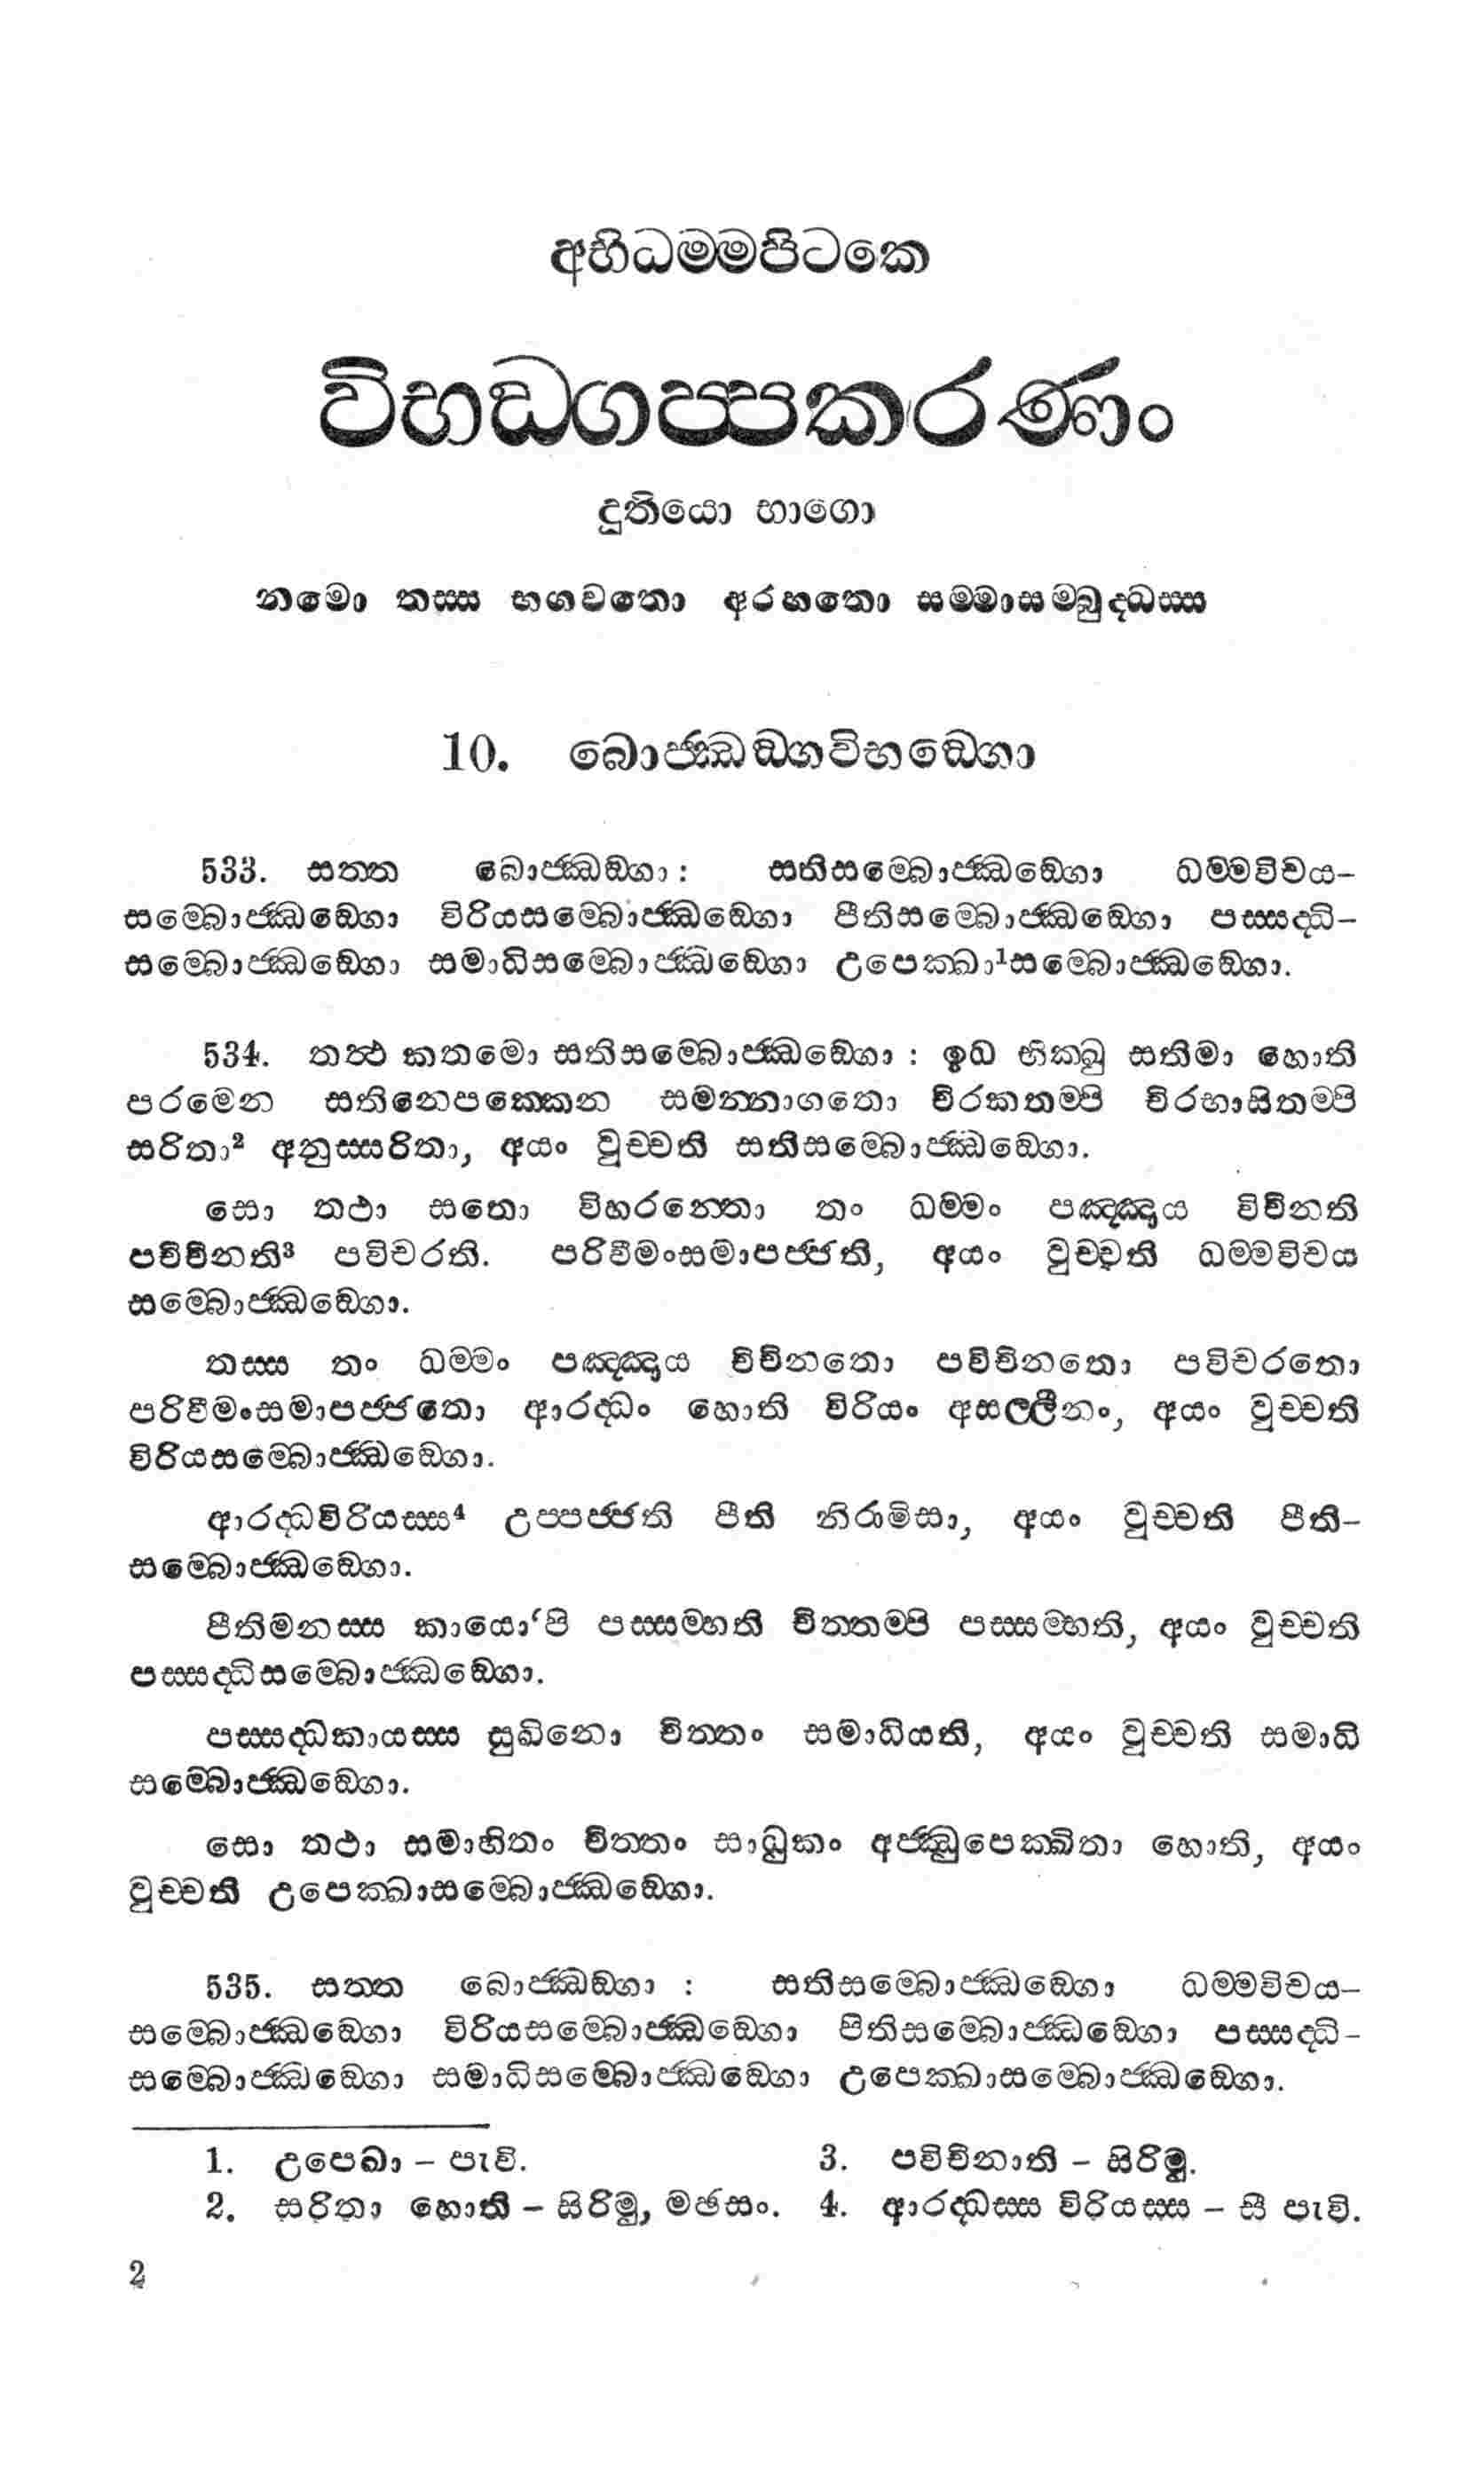 අභිධම්මපිටකෙ
විභඞ්ගප්පකරණං
දුතියො භාගො
නමො තස්ස භගවතො අරහතො සම්මාසම්බුද්ධස්ස
10. බොජ්ඣඞ්ගවිභඞ්ගො
533. සත්ත බොජ්ඣඞ්ගා: සතිසම්බොජ්ඣඞ්ගො ධම්මවිචය-
සම්බොජ්ඣඞ්ගො විරියසම්බොජ්ඣඞ්ගො පීතිසම්බොජ්ඣඞ්ගො පස්සද්ධි-
සම්බොජ්ඣඞ්ගො සමාධිසම්බොජ්ඣඞ්ගො උපෙක්ඛා¹සම්බොජ්ඣඞ්ගො.
534. තත්ථ කතමො සතිසම්බොජ්ඣඞ්ගො: ඉධ භික්ඛු සතිමා හොති
පරමෙන සතිනෙපක්කෙන සමන්නාගතො චිරකතම්පි චිරභාසිතම්පි
සරිතා² අනුස්සරිතා, අයං වුච්චති සතිසම්බොජ්ඣඞ්ගො.
සො තථා සතො විහරන්තො තං ධම්මං පඤ්ඤාය විචිනති
පවිචිනති³ පවිචරති. පරිවීමංසමාපජ්ජති, අයං වුච්චති ධම්මවිචය
සම්බොජ්ඣඞ්ගො.
තස්ස තං ධම්මං පඤ්ඤාය විචිනතො පවිචිනතො පවිචරතො
පරිවීමංසමාපජ්ජතො ආරද්ධං හොති විරියං අසල්ලීනං, අයං වුච්චති
විරියසම්බොජ්ඣඞ්ගො.
ආරද්ධවිරියස්ස⁴ උප්පජ්ජති පීති නිරාමිසා, අයං වුච්චති පීති-
සම්බොජ්ඣඞ්ගො.
පීතිමනස්ස කායො‘පි පස්සම්භති චිත්තම්පි පස්සම්භති, අයං වුච්චති
පස්සද්ධිසම්බොජ්ඣඞ්ගො.
පස්සද්ධකායස්ස සුඛිනො චිත්තං සමාධියති, අයං වුච්චති සමාධි
සම්බොජ්ඣඞ්ගො.
සො තථා සමාහිතං චිත්තං සාධුකං අජ්ඣුපෙක්ඛිතා හොති, අයං
වුච්චති උපෙක්ඛාසම්බොජ්ඣඞ්ගො.
535. සත්ත බොජ්ඣඞ්ගා : සතිසම්බොජ්ඣඞ්ගො ධම්මවිචය-
සම්බොජ්ඣඞ්ගො විරියසම්බොජ්ඣඞ්ගො පිතිසම්බොජ්ඣඞ්ගො පස්සද්ධි-
සම්බොජ්ඣඞ්ගො සමාධිසම්බොජ්ඣඞ්ගො උපෙක්ඛාසම්බොජ්ඣඞ්ගො.
1. උපෙඛා – පැවි.
2. සරිතා හොති – සිරිමු, මඡසං.
3. පවිචිනාති – සිරිමු.
4. ආරද්ධස්ස විරියස්ස – සී පැවි.
2